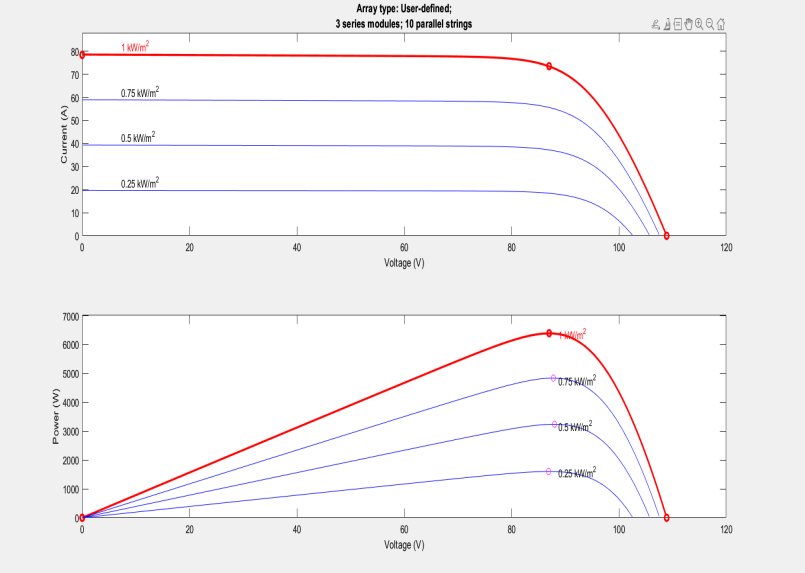 Array type: User-defined;
3 series modules; 10 parallel strings
80
70
60
50
40
30
20
10
0
Current (A)
1 kW/m2
0.75 kW/m2
0.5 kW/m2
0.25 kW/m2
0 20 40 60 80 100 120
Voltage (V)
7000
6000
5000
4000
3000
2000
1000
0
Power (W)
1 kW/m2
0.75 kW/m2
0.5 kW/m2
0.25 kW/m2
0 20 40 60 80 100 120
Voltage (V)